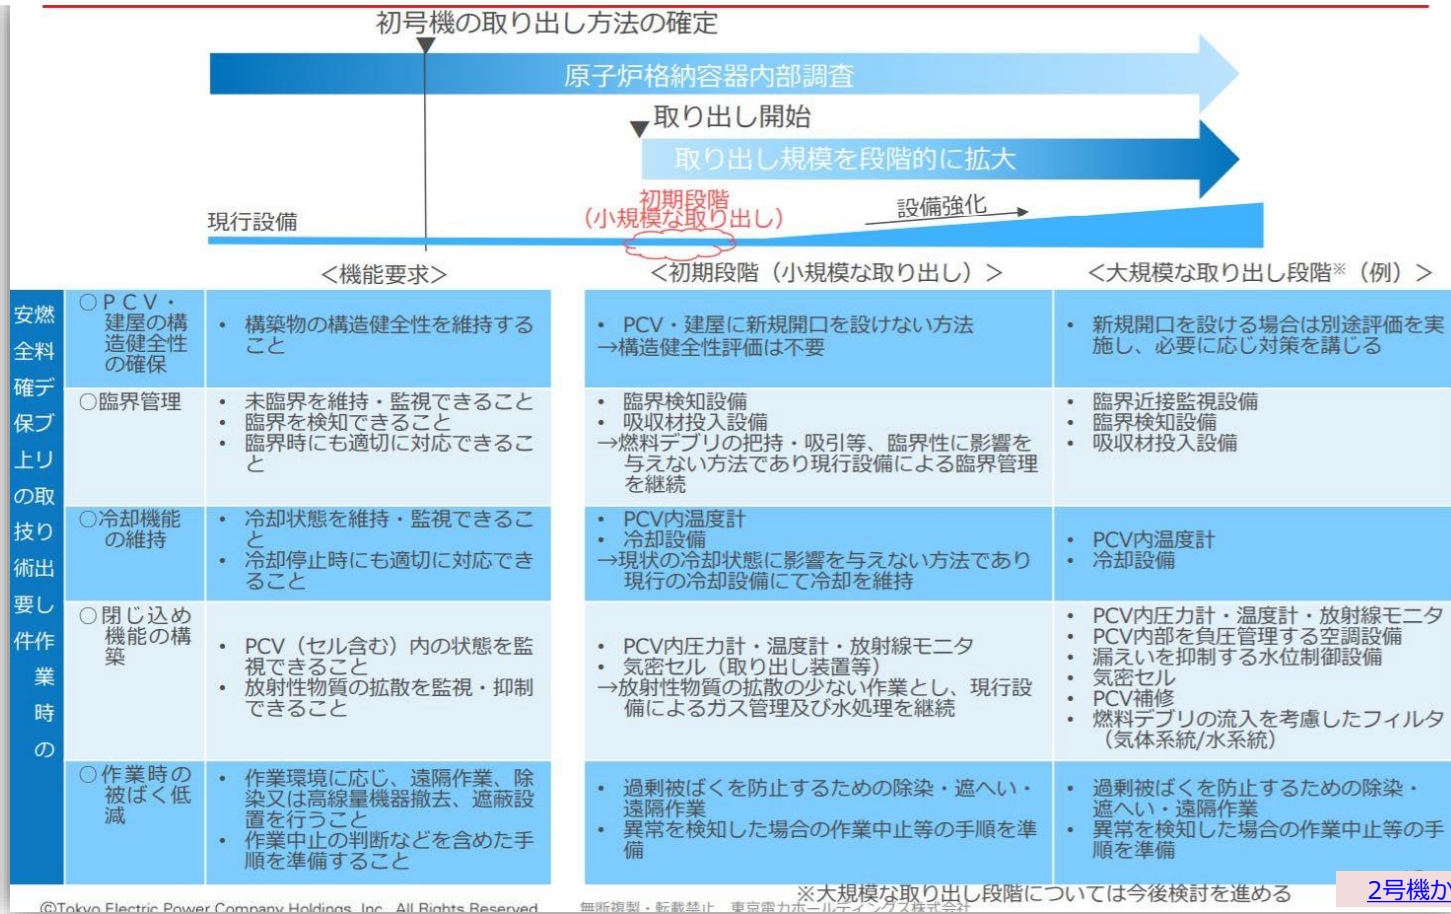 初号機の取り出し方法の確定
原子炉格納容器内部調査
取り出し開始
取り出し規模を段階的に拡大
初期段階
（小規模な取り出し）
設備強化
現行設備
＜機能要求＞
＜初期段階（小規模な取り出し）＞
＜大規模な取り出し段階※（例）＞
燃料デブリ取り出し作業時の
安全確保上の技術要件
○ＰＣＶ・
建屋の構
造健全性
の確保
• 構築物の構造健全性を維持する
こと
• PCV・建屋に新規開口を設けない方法
→構造健全性評価は不要
• 新規開口を設ける場合は別途評価を実
施し、必要に応じ対策を講じる
○臨界管理
• 未臨界を維持・監視できること
• 臨界を検知できること
• 臨界時にも適切に対応できるこ
と
• 臨界検知設備
• 吸収材投入設備
→燃料デブリの把持・吸引等、臨界性に影響を
与えない方法であり現行設備による臨界管理
を継続
• 臨界近接監視設備
• 臨界検知設備
• 吸収材投入設備
○冷却機能
の維持
• 冷却状態を維持・監視できるこ
と
• 冷却停止時にも適切に対応でき
ること
• PCV内温度計
• 冷却設備
→現状の冷却状態に影響を与えない方法であり
現行の冷却設備にて冷却を維持
• PCV内温度計
• 冷却設備
○閉じ込め
機能の構
築
• PCV（セル含む）内の状態を監
視できること
• 放射性物質の拡散を監視・抑制
できること
• PCV内圧力計・温度計・放射線モニタ
• 気密セル（取り出し装置等）
→放射性物質の拡散の少ない作業とし、現行設
備によるガス管理及び水処理を継続
• PCV内圧力計・温度計・放射線モニタ
• PCV内部を負圧管理する空調設備
• 漏えいを抑制する水位制御設備
• 気密セル
• PCV補修
• 燃料デブリの流入を考慮したフィルタ
（気体系統/水系統）
○作業時の
被ばく低
減
• 作業環境に応じ、遠隔作業、除
染又は高線量機器撤去、遮蔽設
置を行うこと
• 作業中止の判断などを含めた手
順を準備すること
• 過剰被ばくを防止するための除染・遮へい・
遠隔作業
• 異常を検知した場合の作業中止等の手順を準
備
• 過剰被ばくを防止するための除染・
遮へい・遠隔作業
• 異常を検知した場合の作業中止等の手
順を準備
※大規模な取り出し段階については今後検討を進める
2号機か
©Tokyo Electric Power Company Holdings, Inc. All Rights Reserved.
無断複製・転載禁止 東京電力ホールディングス株式会社